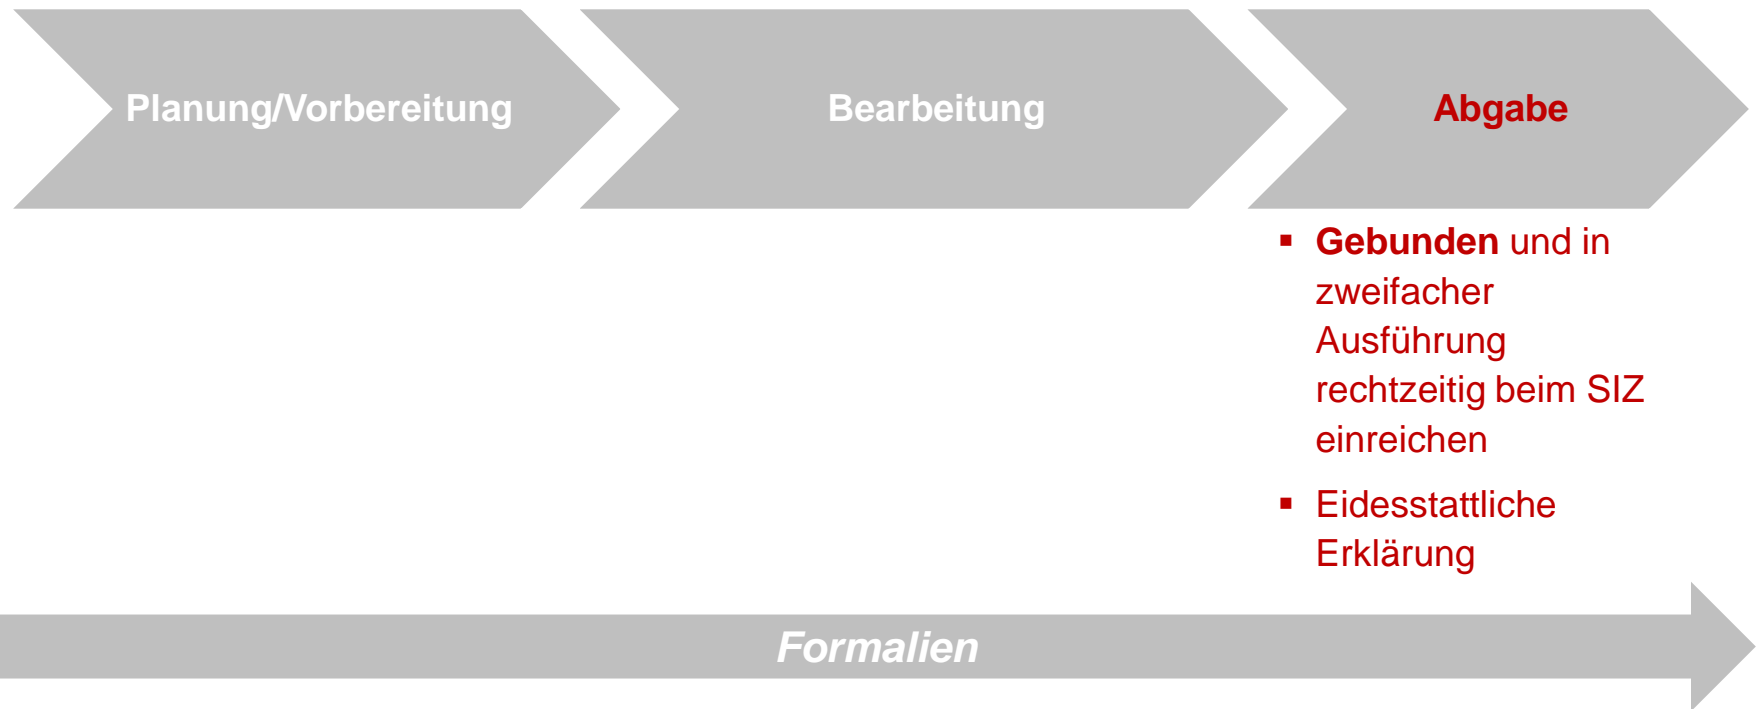 Planung/Vorbereitung
Bearbeitung
Abgabe
▪ Gebunden und in
zweifacher
Ausführung
rechtzeitig beim SIZ
einreichen
▪ Eidesstattliche
Erklärung
Formalien